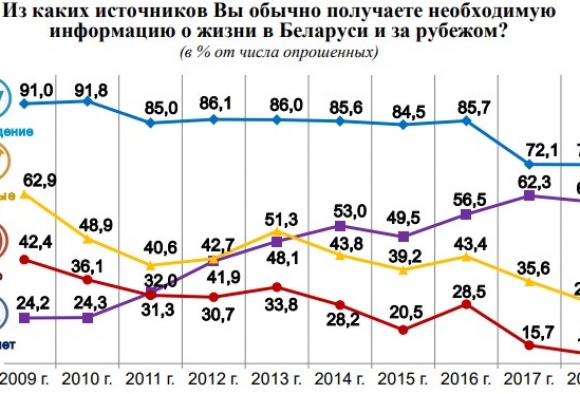 Из каких источников Вы обычно получаете необходимую
информацию о жизни в Беларуси и за рубежом?
(в % от числа опрошенных)
91,0 91,8 85,0 86,1 86,0 85,6 84,5 85,7 72,1
62,9 48,9 40,6 42,7 51,3 43,8 39,2 43,4 35,6
42,4 36,1 31,3 30,7 33,8 28,2 20,5 28,5 15,7
24,2 24,3 32,0 41,9 48,1 53,0 49,5 56,5 62,3
2009 г. 2010 г. 2011 г. 2012 г. 2013 г. 2014 г. 2015 г. 2016 г. 2017 г.